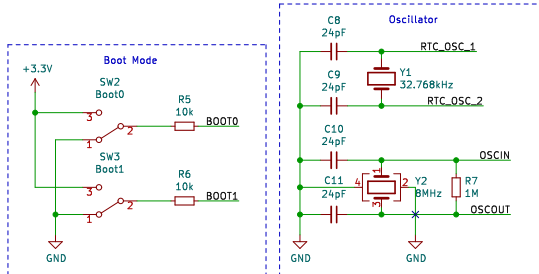 Boot Mode
+3.3V
SW2
Boot0
3
1
2
R5
10k
BOOT0
SW3
Boot1
3
1
2
R6
10k
BOOT1
GND
Oscillator
C8
24pF
RTC_OSC_1
Y1
32.768kHz
C9
24pF
RTC_OSC_2
C10
24pF
OSCIN
1
C11
24pF
4
2
3
Y2
8MHz
R7
1M
OSCOUT
GND
GND